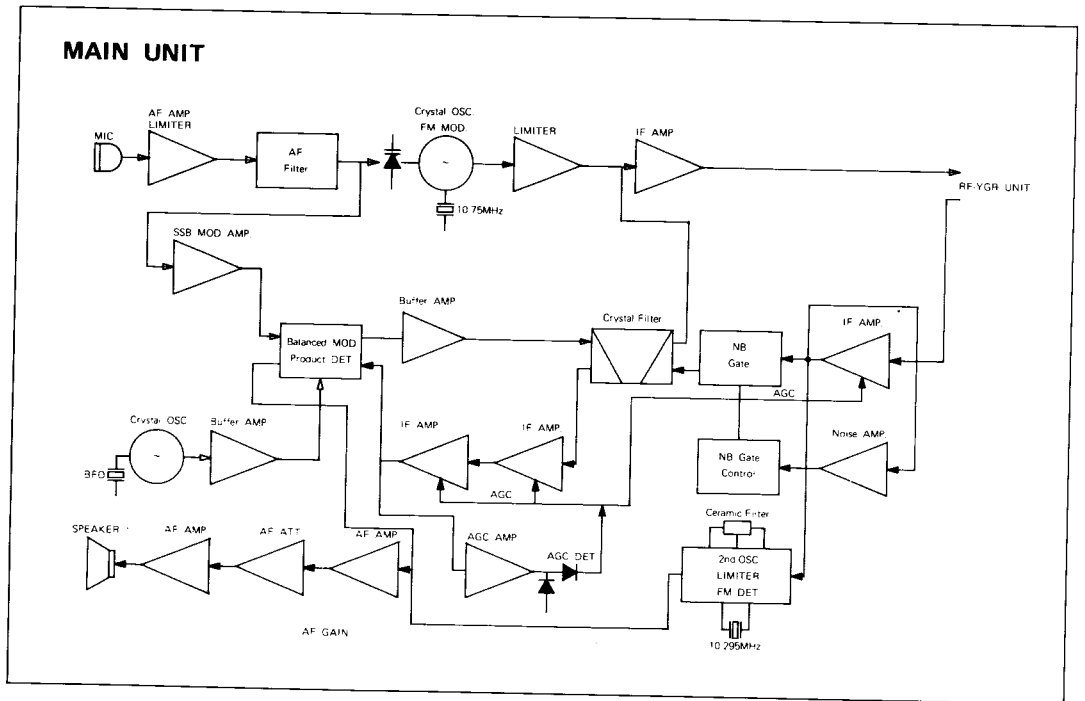 MAIN UNIT
MIC
AF AMP
LIMITER
AF
Filter
Crystal OSC.
FM MOD.
10.75MHz
LIMITER
IF AMP
RF-YGR UNIT
SSB MOD AMP.
Balanced MOD
Product DET
Buffer AMP
Crystal Filter
NB
Gate
IF AMP.
AGC
Crystal OSC
BFO
Buffer AMP
IF AMP
IF AMP.
AGC
NB Gate
Control
Noise AMP.
SPEAKER
AF AMP
AF ATT
AF AMP
AGC AMP
AGC DET
Ceramic Filter
2nd OSC
LIMITER
FM DET
10.295MHz
AF GAIN